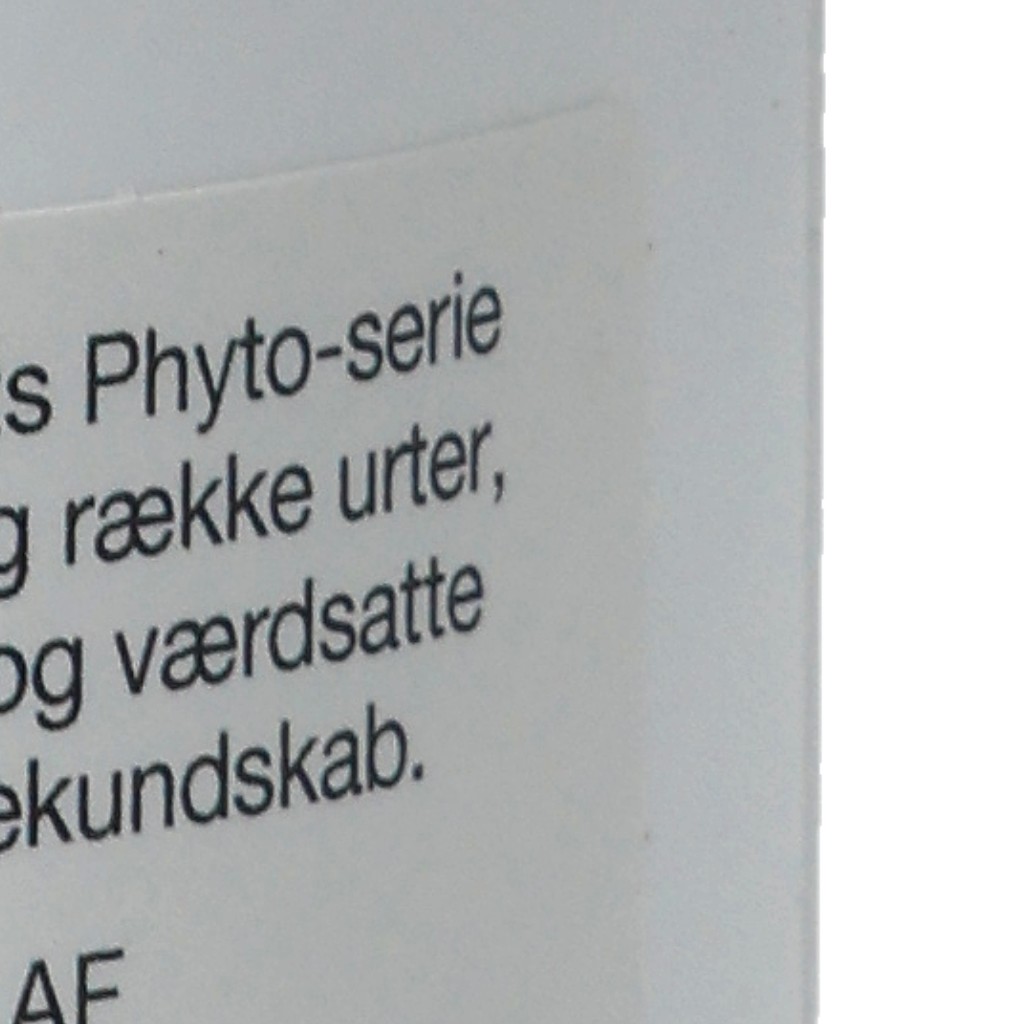 Phyto-serie
række urter,
og værdsatte
ekundskab.
AF